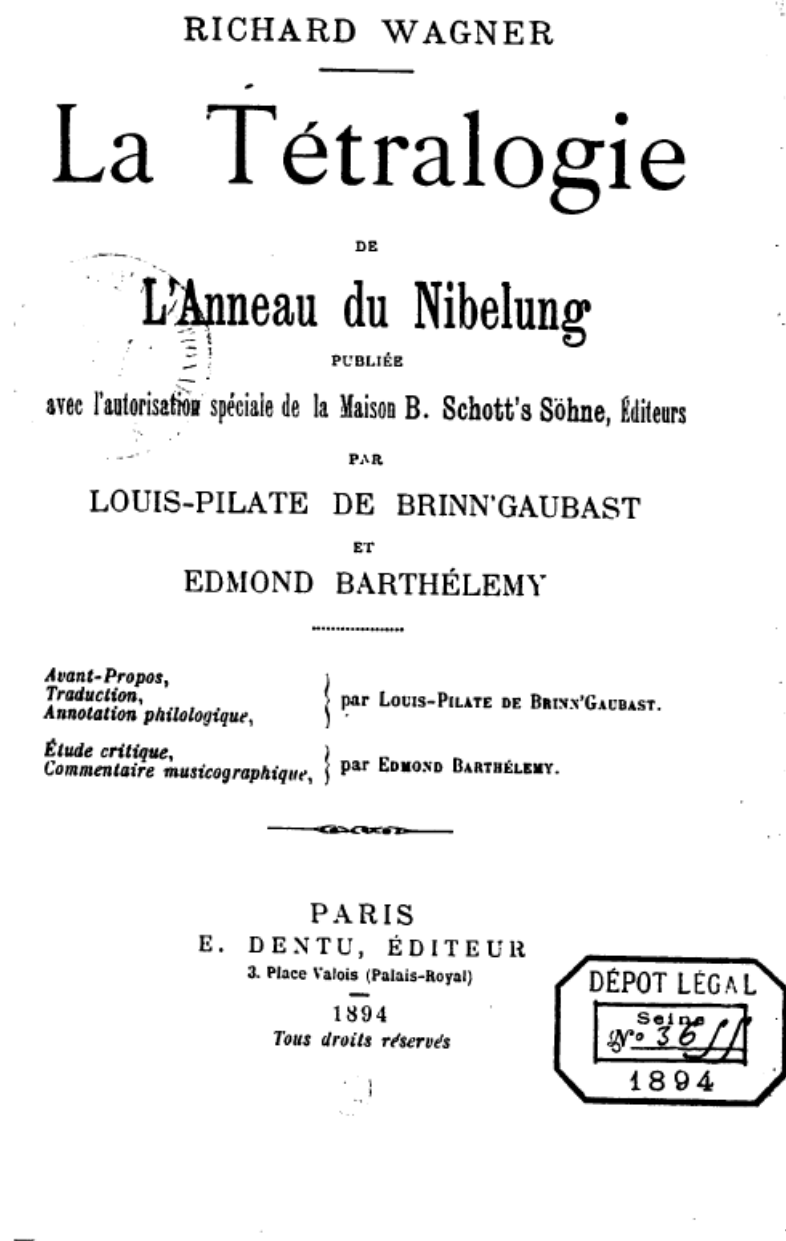 RICHARD WAGNER
La Tétralogie
DE
L'Anneau du Nibelung
PUBLIÉE
avec l'autorisation spéciale de la Maison B. Schott's Söhne, Éditeurs
PAR
LOUIS-PILATE DE BRINN'GAUBAST
ET
EDMOND BARTHÉLEMY
Avant-Propos,
Traduction,
Annotation philologique,
par LOUIS-PILATE DE BRINN'GAUBAST.
Étude critique,
Commentaire musicographique,
par EDMOND BARTHÉLEMY.
PARIS
E. DENTU, ÉDITEUR
3. Place Valois (Palais-Royal)
1894
Tous droits réservés
DÉPOT LÉGAL
Seine
Nº 36
1894